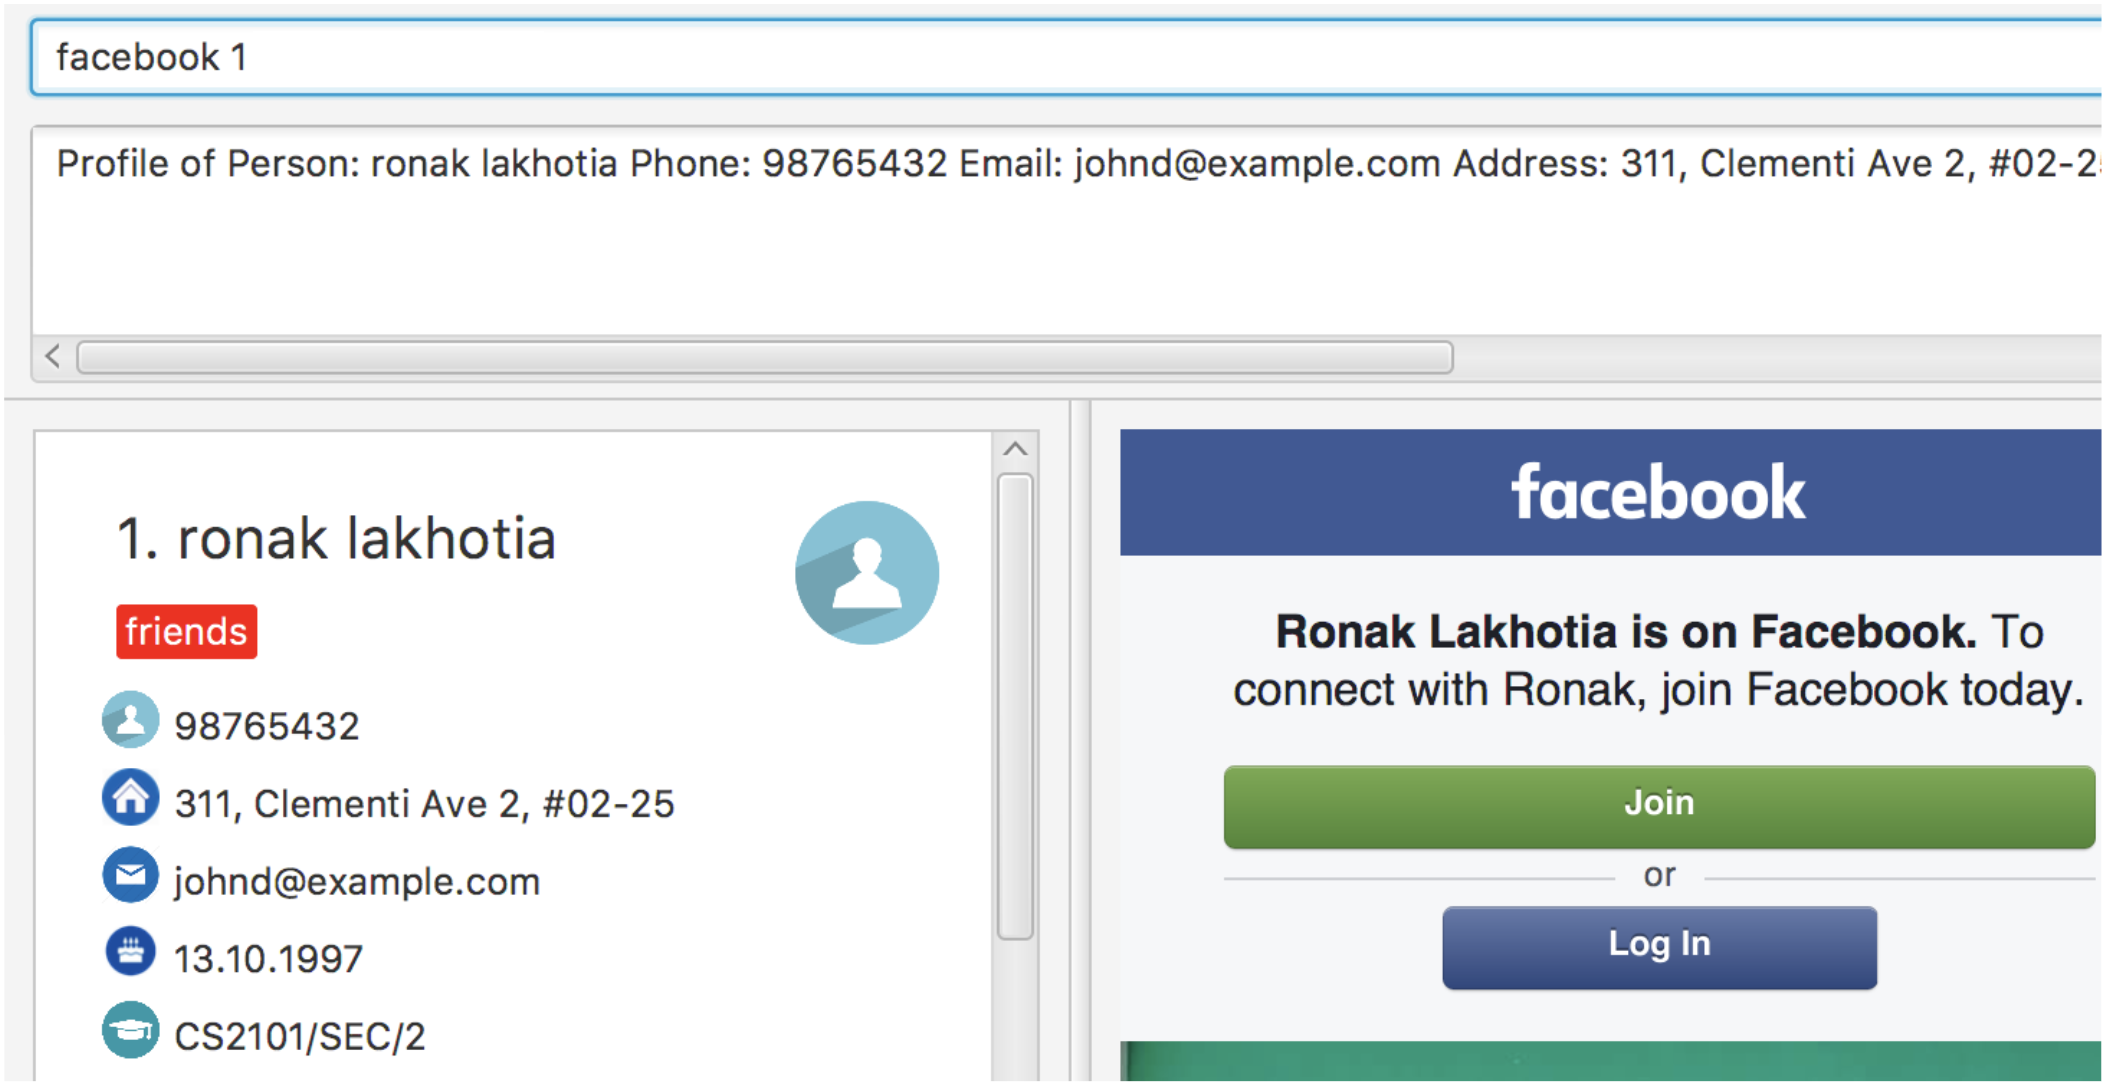 facebook 1
Profile of Person: ronak lakhotia Phone: 98765432 Email: johnd@example.com Address: 311, Clementi Ave 2, #02-2
1. ronak lakhotia
friends
98765432
311, Clementi Ave 2, #02-25
johnd@example.com
13.10.1997
CS2101/SEC/2
facebook
Ronak Lakhotia is on Facebook. To
connect with Ronak, join Facebook today.
Join
or
Log In